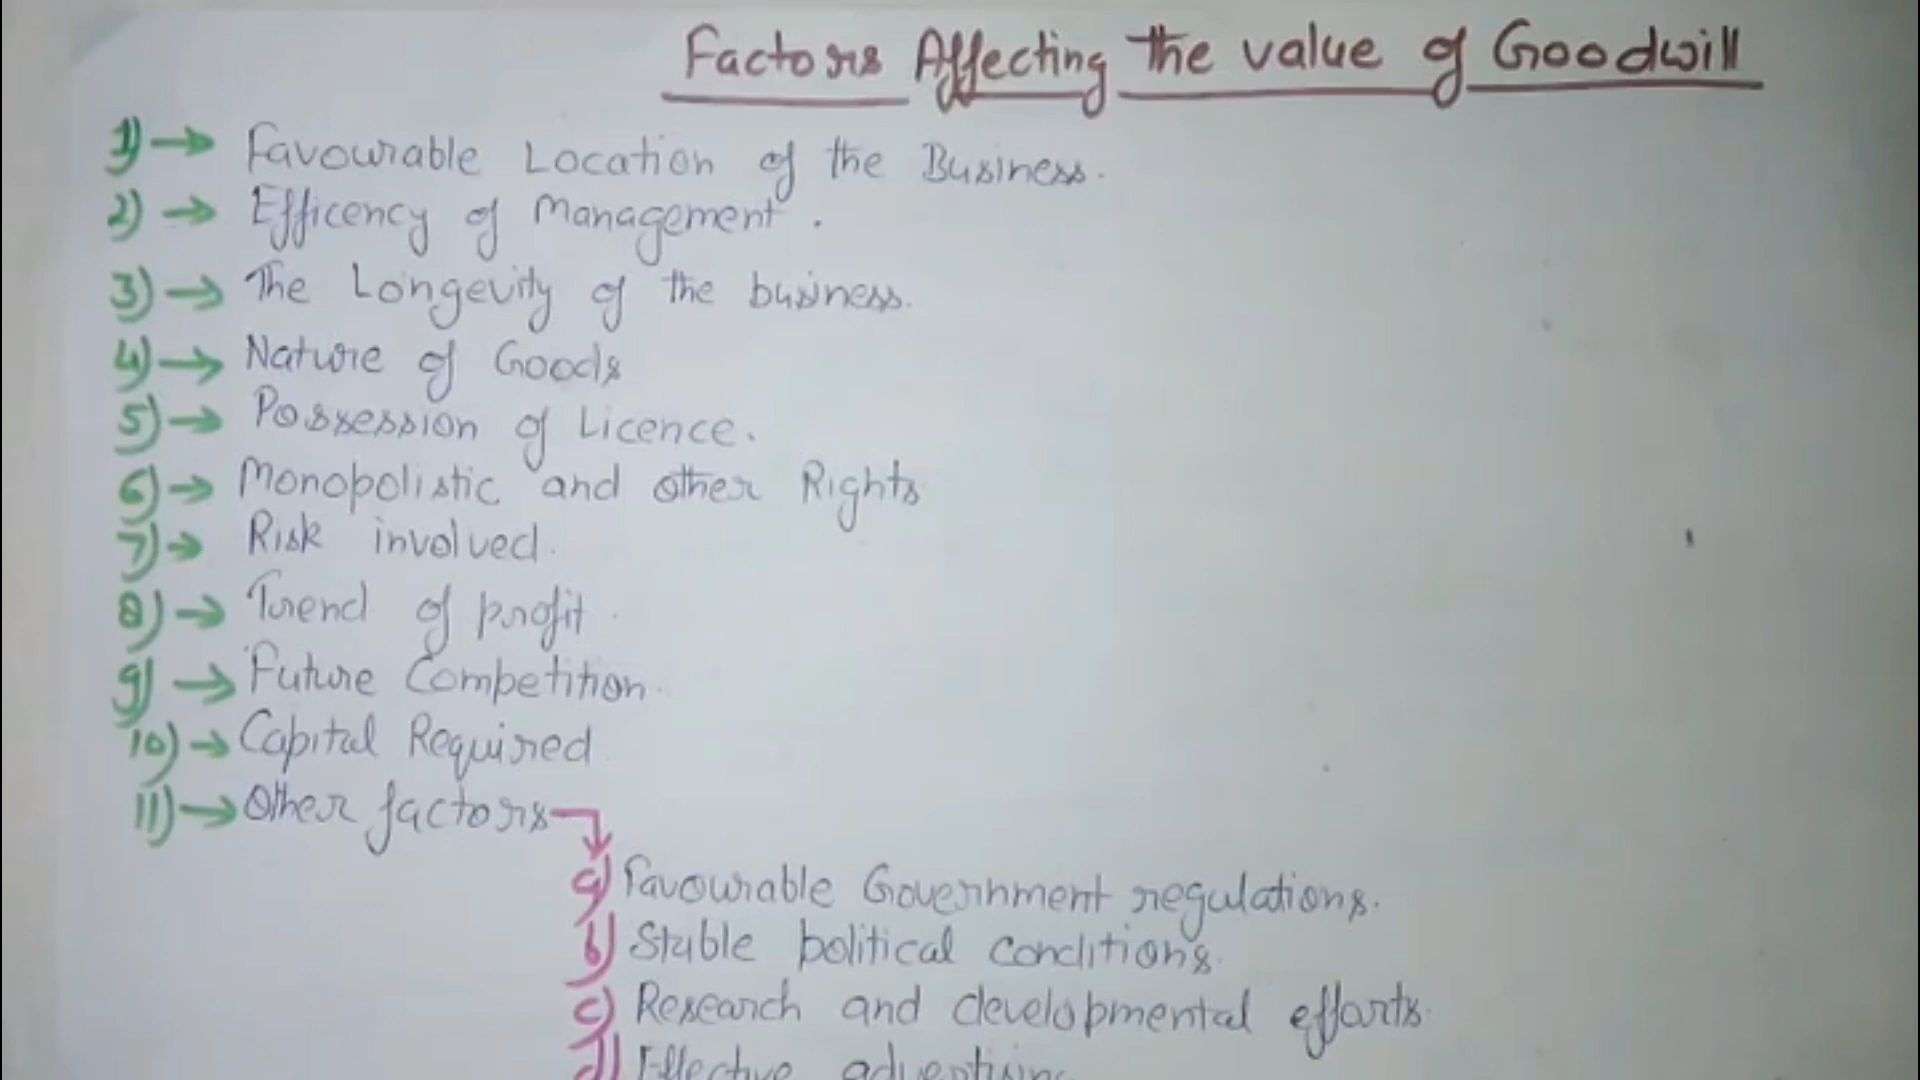 Factors Affecting the value of Goodwill
1) → Favourable Location of the Business.
2) → Efficency of Management.
3) → The Longevity of the business.
4) → Nature of Goods
5) → Possession of Licence.
6) → Monopolistic and other Rights
7) → Risk involved.
8) → Trend of profit.
9) → Future Competition.
10) → Capital Required
11) → Other factors
a) Favourable Government regulations.
b) Stable political conditions.
c) Research and developmental efforts
d) Effective advertising